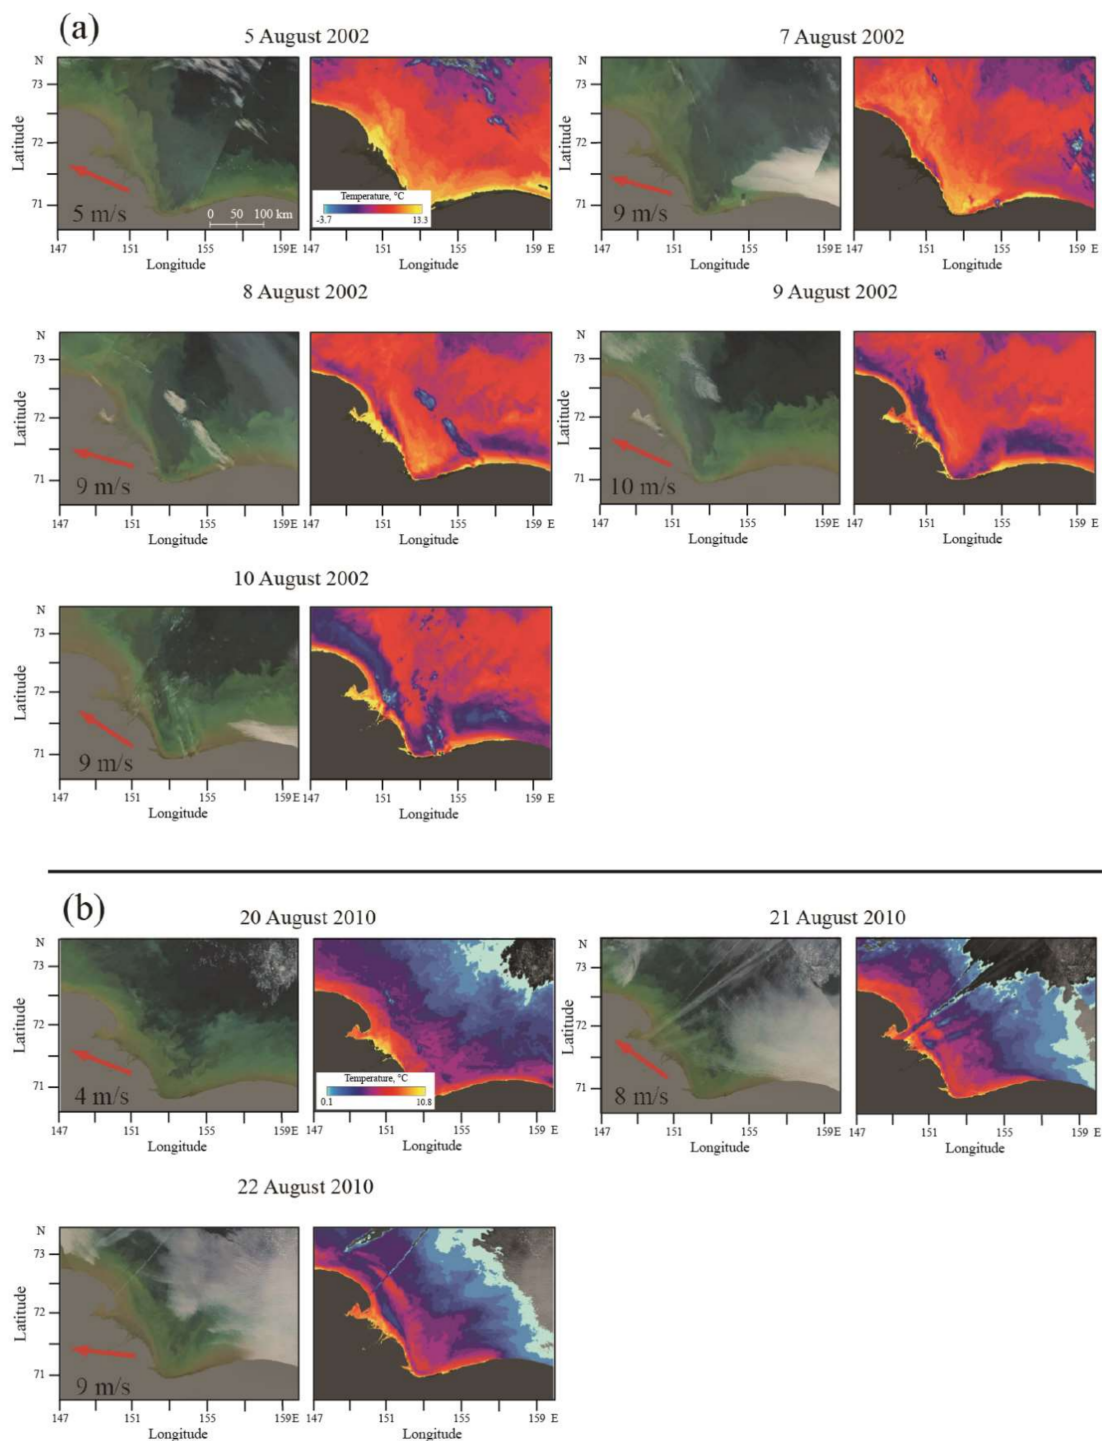 (a)
5 August 2002
7 August 2002
N
73
72
71
Latitude
5 m/s
0 50 100 km
Temperature, °C
-3.7 13.3
147 151 155 159E
147 151 155 159 E
Longitude
Longitude
N
73
72
71
Latitude
9 m/s
147 151 155 159E
147 151 155 159 E
Longitude
Longitude
8 August 2002
9 August 2002
N
73
72
71
Latitude
9 m/s
147 151 155 159E
147 151 155 159 E
Longitude
Longitude
N
73
72
71
Latitude
10 m/s
147 151 155 159E
147 151 155 159 E
Longitude
Longitude
10 August 2002
N
73
72
71
Latitude
9 m/s
147 151 155 159E
147 151 155 159 E
Longitude
Longitude
(b)
20 August 2010
21 August 2010
N
73
72
71
Latitude
4 m/s
Temperature, °C
0.1 10.8
147 151 155 159E
147 151 155 159 E
Longitude
Longitude
N
73
72
71
Latitude
8 m/s
147 151 155 159E
147 151 155 159 E
Longitude
Longitude
22 August 2010
N
73
72
71
Latitude
9 m/s
147 151 155 159E
147 151 155 159 E
Longitude
Longitude